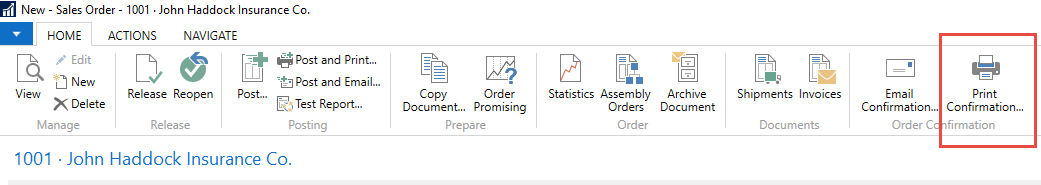 New - Sales Order - 1001 · John Haddock Insurance Co.
HOME ACTIONS NAVIGATE
View
Edit
New
Delete
Manage
Release
Reopen
Release
Post...
Post and Print...
Post and Email...
Test Report...
Posting
Copy
Document...
Order
Promising
Prepare
Statistics
Assembly
Orders
Archive
Document
Order
Shipments
Invoices
Documents
Email
Confirmation...
Print
Confirmation...
Order Confirmation
1001 · John Haddock Insurance Co.